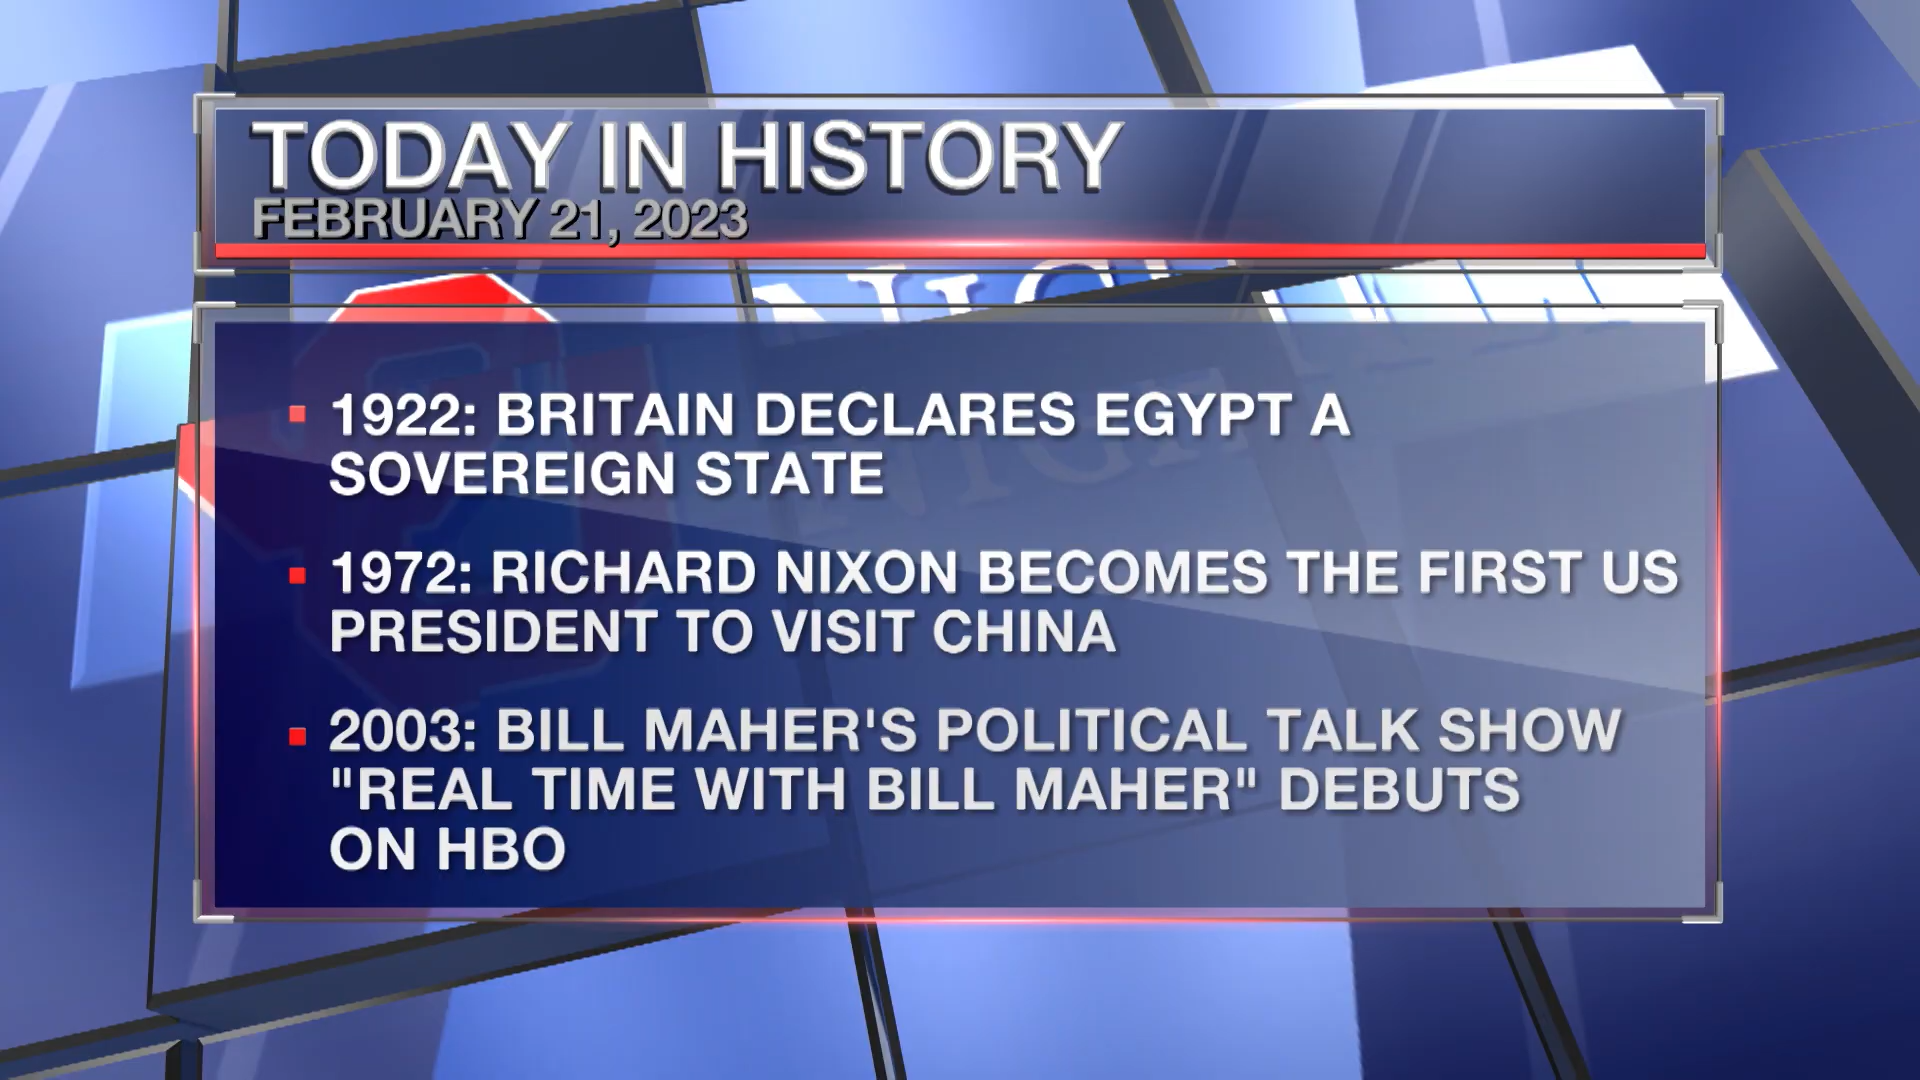 TODAY IN HISTORY
FEBRUARY 21, 2023
NIGHT
1922: BRITAIN DECLARES EGYPT A
SOVEREIGN STATE
1972: RICHARD NIXON BECOMES THE FIRST US
PRESIDENT TO VISIT CHINA
2003: BILL MAHER'S POLITICAL TALK SHOW
"REAL TIME WITH BILL MAHER" DEBUTS
ON HBO